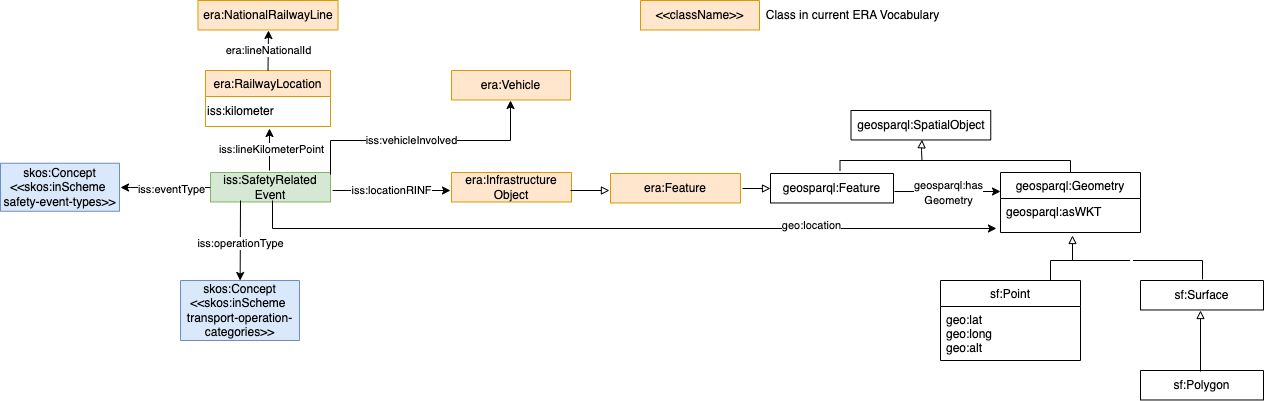 era:NationalRailwayLine
<<className>>
Class in current ERA Vocabulary
era:lineNationalId
era:RailwayLocation
iss:kilometer
era:Vehicle
geosparql:SpatialObject
iss:vehicleInvolved
iss:lineKilometerPoint
skos:Concept
<<skos:inScheme
safety-event-types>>
iss:eventType
iss:SafetyRelated
Event
iss:locationRINF
era:Infrastructure
Object
era:Feature
geosparql:Feature
geosparql:has
Geometry
geosparql:Geometry
geosparql:asWKT
geo:location
iss:operationType
skos:Concept
<<skos:inScheme
transport-operation-
categories>>
sf:Point
geo:lat
geo:long
geo:alt
sf:Surface
sf:Polygon